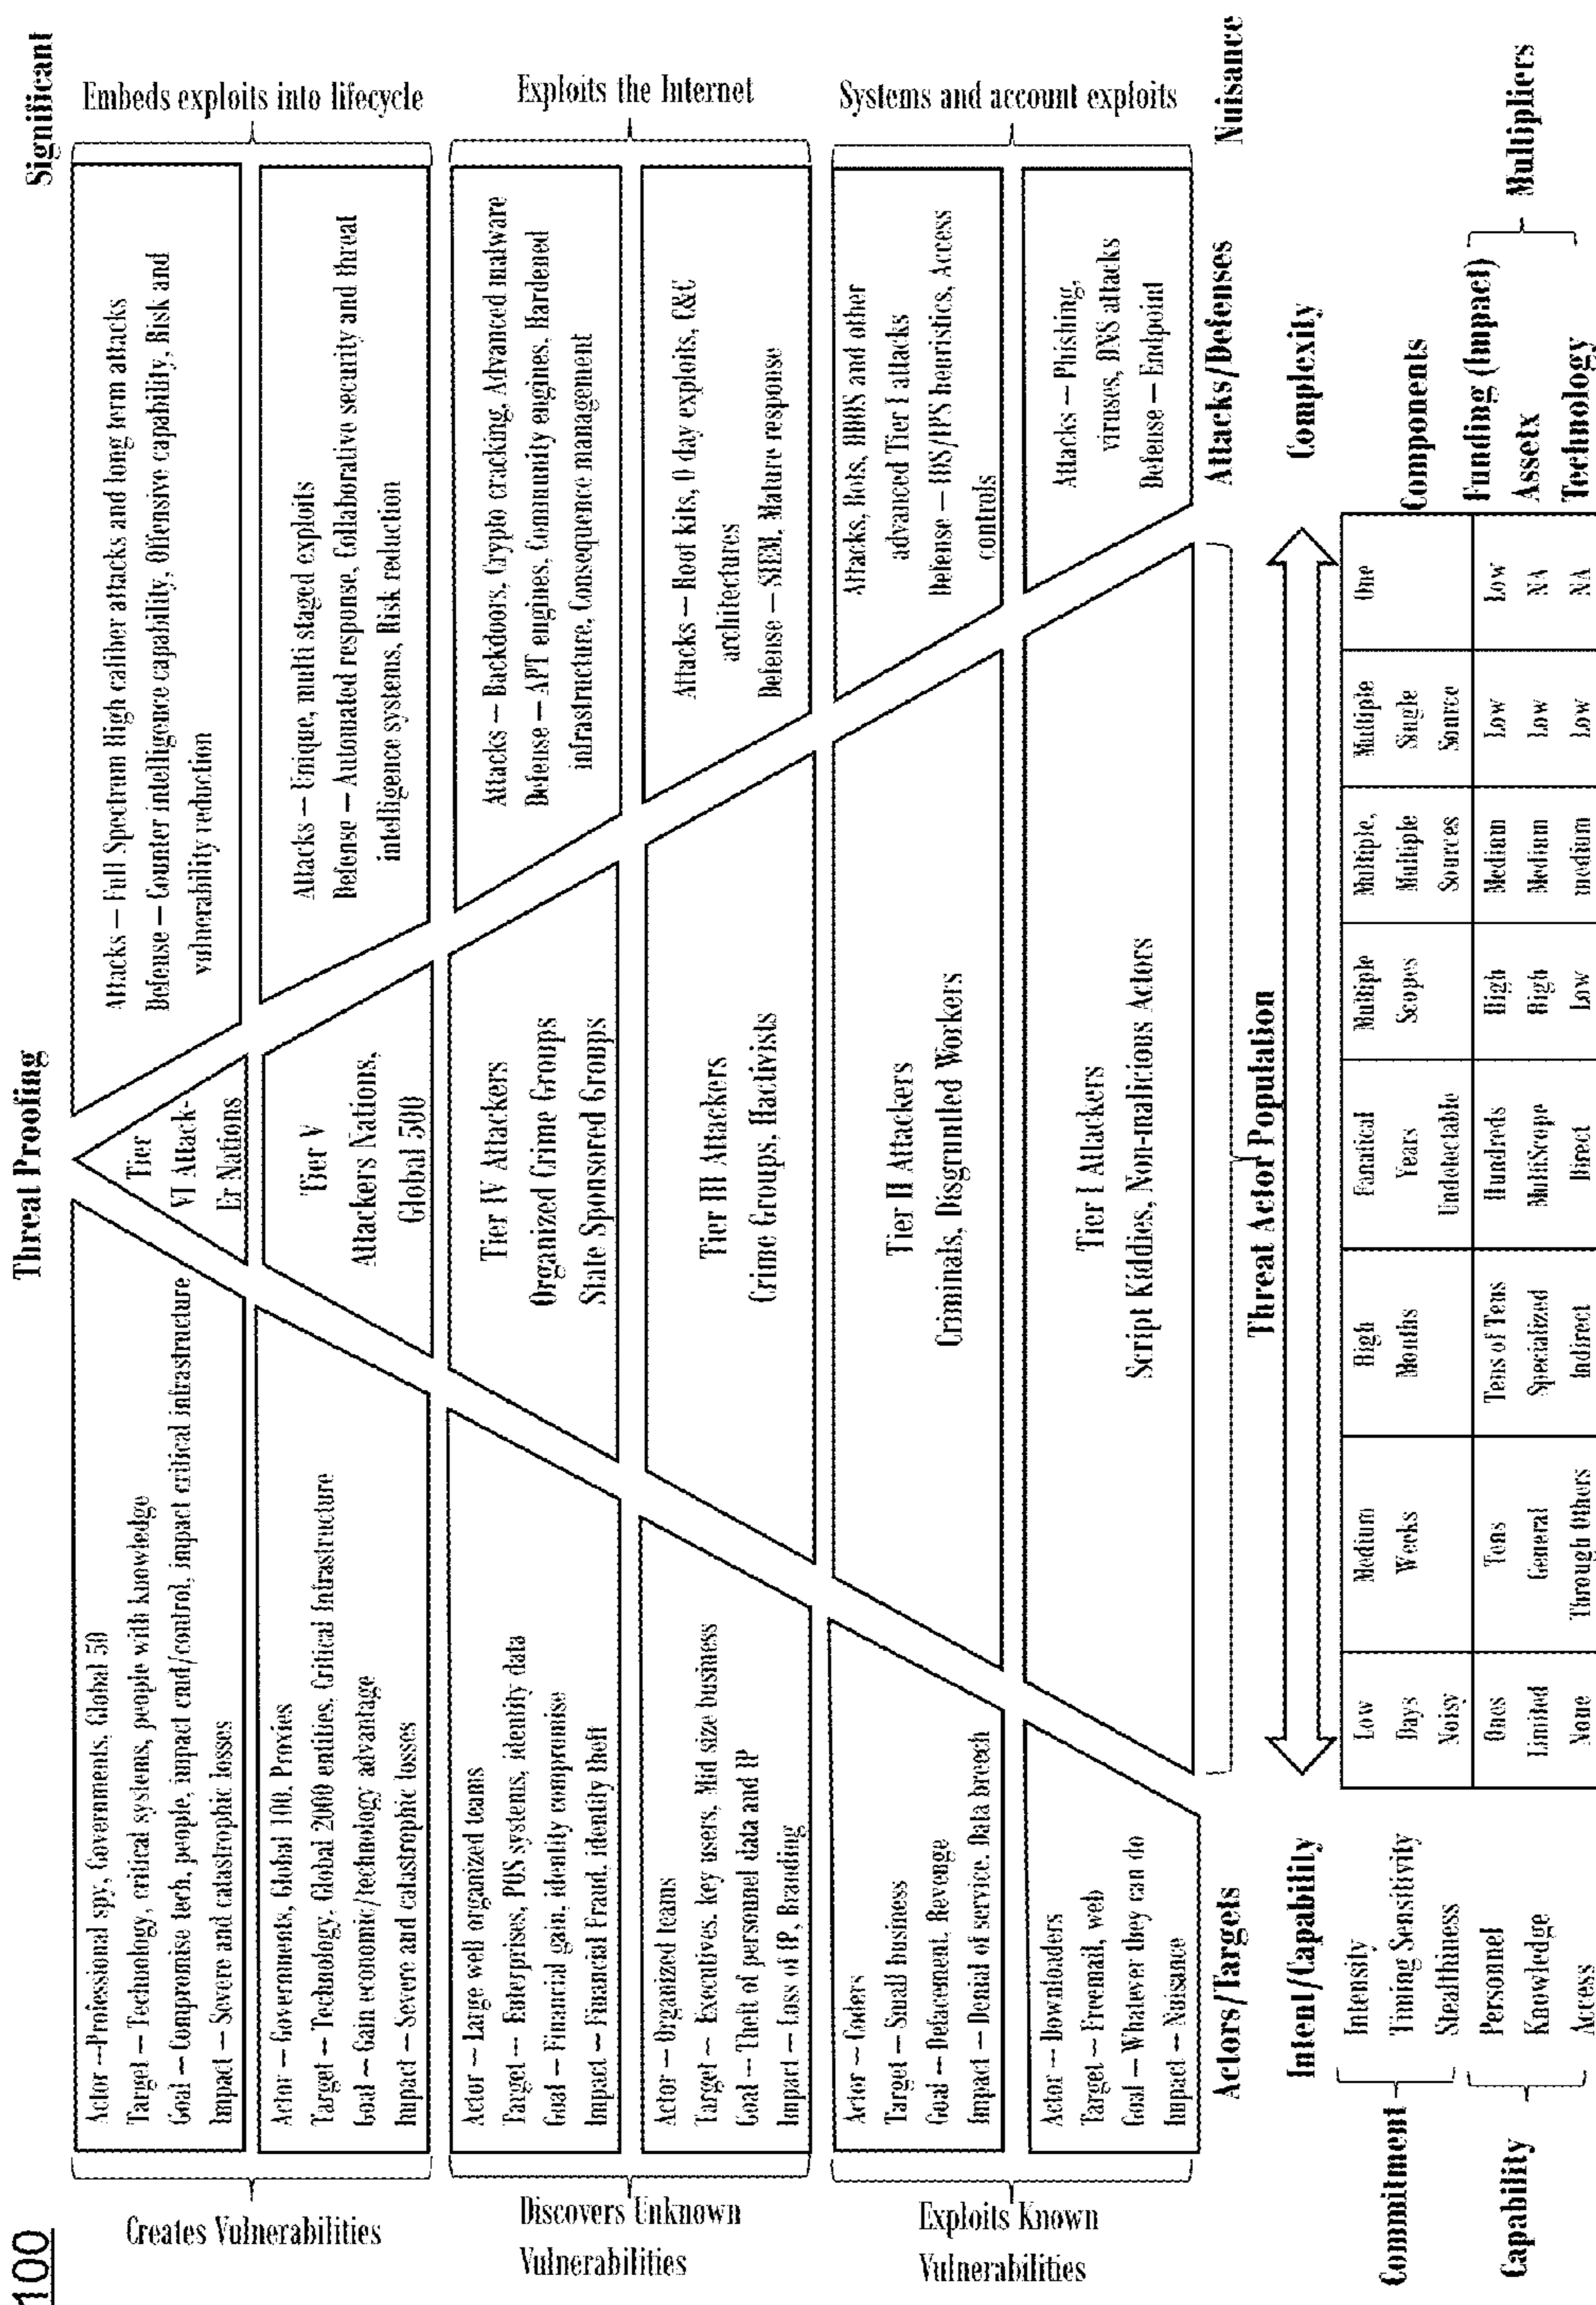 100
Threat Proofing
Significant
Creates Vulnerabilities
Actor -- Professional spy, Governments, Global 50
Target -- Technology, critical systems, people with knowledge
Goal -- Compromise tech, people, impact cmd/control, impact critical infrastructure
Impact -- Severe and catastrophic losses
Tier
VI Attack-
Er Nations
Attacks — Full Spectrum High caliber attacks and long term attacks
Defense — Counter intelligence capability, Offensive capability, Risk and
vulnerability reduction
Embeds exploits into lifecycle
Actor -- Governments, Global 100, Proxies
Target -- Technology, Global 2000 entities, Critical Infrastructure
Goal -- Gain economic/technology advantage
Impact -- Severe and catastrophic losses
Tier V
Attackers Nations,
Global 500
Attacks — Unique, multi staged exploits
Defense — Automated response, Collaborative security and threat
intelligence systems, Risk reduction
Discovers Unknown
Vulnerabilities
Actor -- Large well organized teams
Target -- Enterprises, POS systems, identity data
Goal -- Financial gain, identity compromise
Impact -- Financial Fraud, identity theft
Tier IV Attackers
Organized Crime Groups
State Sponsored Groups
Attacks — Backdoors, Crypto cracking, Advanced malware
Defense — APT engines, Community engines, Hardened
infrastructure, Consequence management
Exploits the Internet
Actor -- Organized teams
Target -- Executives, key users, Mid size business
Goal -- Theft of personnel data and IP
Impact -- Loss of IP, Branding
Tier III Attackers
Crime Groups, Hactivists
Attacks — Root kits, 0 day exploits, C&C
architectures
Defense — SIEM, Mature response
Exploits Known
Vulnerabilities
Actor -- Coders
Target -- Small business
Goal -- Defacement, Revenge
Impact -- Denial of service, Data breech
Tier II Attackers
Criminals, Disgruntled Workers
Attacks, Bots, DDOS and other
advanced Tier I attacks
Defense — IDS/IPS heuristics, Access
controls
Systems and account exploits
Actor -- Downloaders
Target -- Freemail, web
Goal -- Whatever they can do
Impact -- Nuisance
Tier I Attackers
Script Kiddies, Non-malicious Actors
Attacks — Phishing,
viruses, DNS attacks
Defense — Endpoint
Actors/Targets
Threat Actor Population
Attacks/Defenses
Nuisance
Intent/Capability
Complexity
Commitment
Intensity Low Medium High Fanatical Multiple Multiple, Multiple One
Timing Sensitivity Days Weeks Months Years Scopes Multiple Single Components
Stealthiness Noisy Undetectable Sources Source
Capability
Personnel Ones Tens Tens of Tens Hundreds High Medium Low Low Funding (Impact)
Knowledge Limited General Specialized MultiScope High Medium Low NA Assetx
Access None Through Others Indirect Direct Low medium Low NA Technology
Multipliers